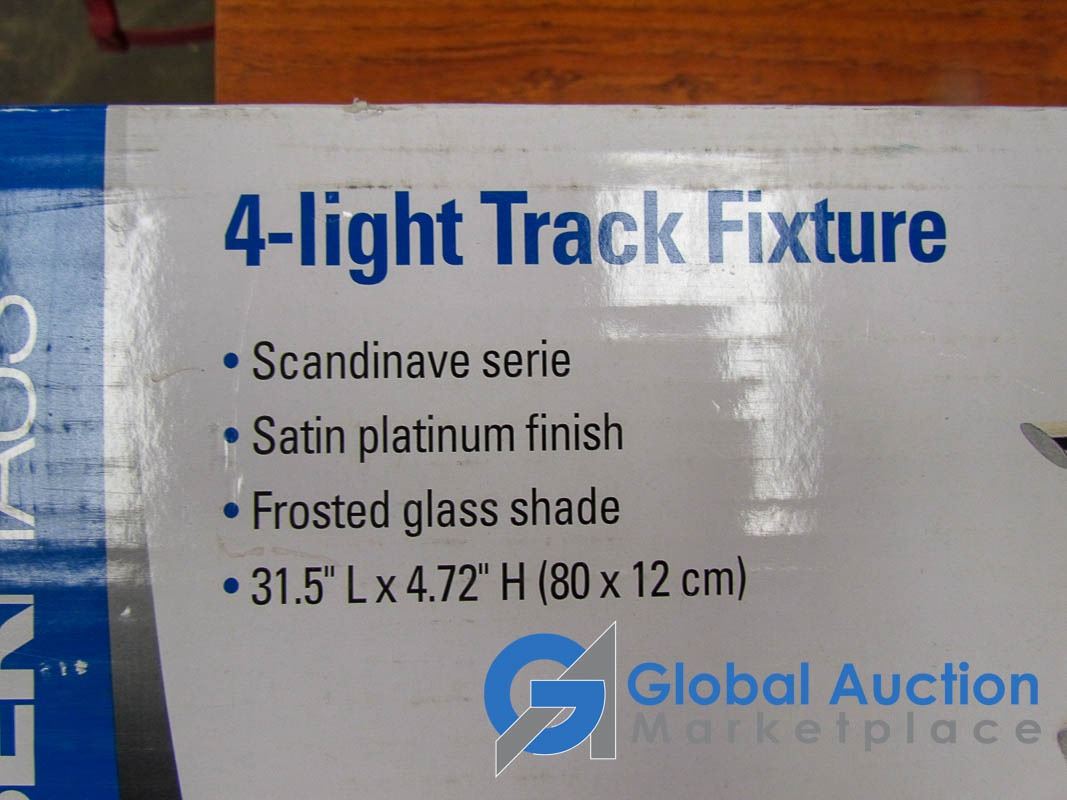 4-light Track Fixture
• Scandinave serie
• Satin platinum finish
• Frosted glass shade
• 31.5" L x 4.72" H (80 x 12 cm)
Global Auction
Marketplace